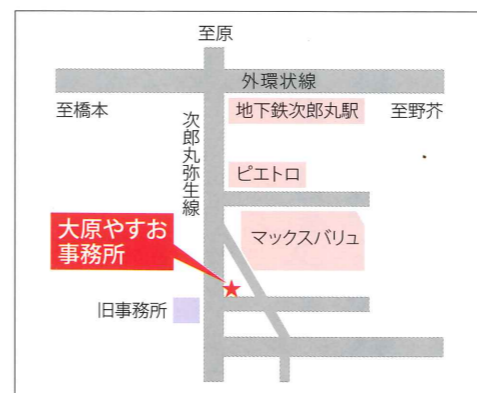 至原
外環状線
至橋本
地下鉄次郎丸駅
至野芥
次郎丸弥生線
ピエトロ
大原やすお
事務所
マックスバリュ
旧事務所